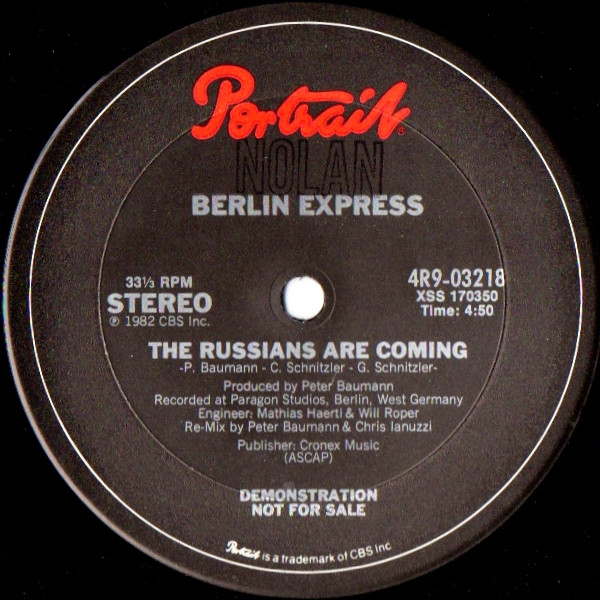 Portrait®
NOLAN
BERLIN EXPRESS
33⅓ RPM
STEREO
℗ 1982 CBS Inc.
4R9-03218
XSS 170350
Time: 4:50
THE RUSSIANS ARE COMING
-P. Baumann - C. Schnitzler - G. Schnitzler-
Produced by Peter Baumann
Recorded at Paragon Studios, Berlin, West Germany
Engineer: Mathias Haertl & Will Roper
Re-Mix by Peter Baumann & Chris Ianuzzi
Publisher: Cronex Music
(ASCAP)
DEMONSTRATION
NOT FOR SALE
Portrait is a trademark of CBS Inc